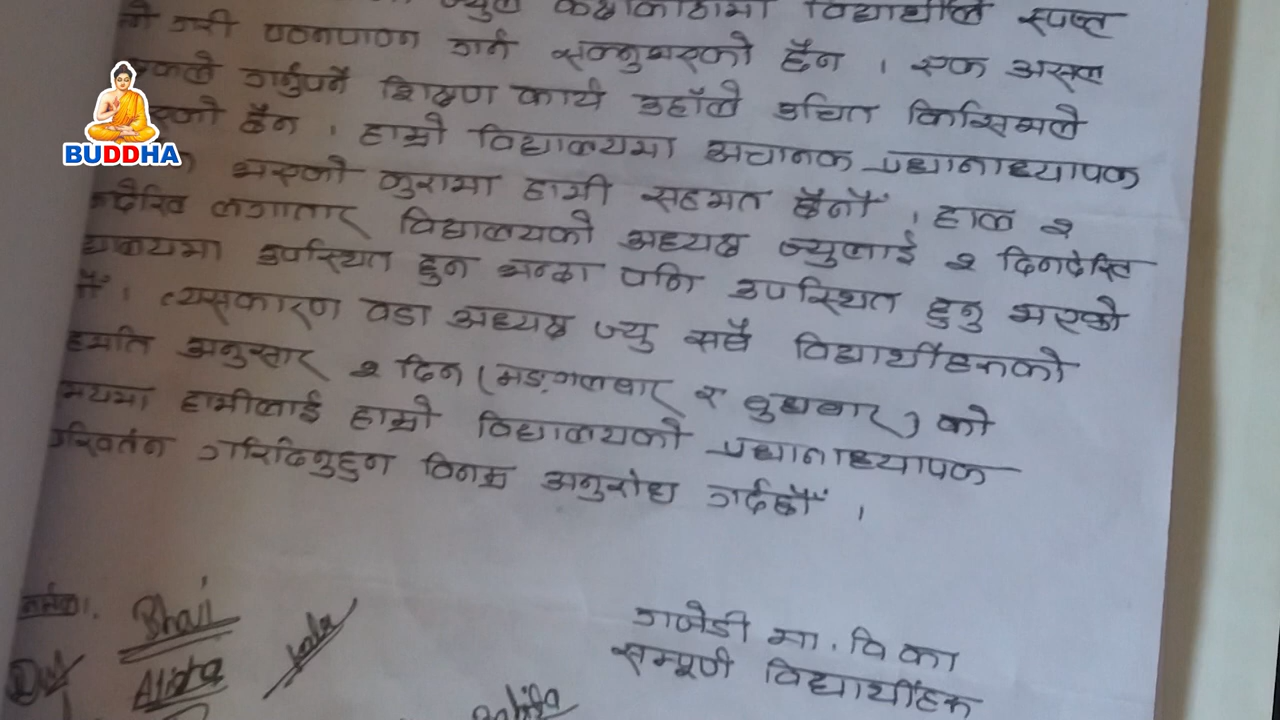 ज्युले कक्षाकोठामा विद्यार्थीले स्पष्ट
गरी पठनपाठन गर्न सक्नुभएको छैन । एक असल
गर्नुपर्ने शिक्षण कार्य उहाँले उचित किसिमले
छैन । हाम्रो विद्यालयमा अचानक प्रधानाध्यापक
भएको कुरामा हामी सहमत छैनौं । हाल २
लगातार विद्यालयको अध्यक्ष ज्युलाई २ दिनदेखि
उपस्थित हुन भन्दा पनि उपस्थित हुनु भएको
त्यसकारण वडा अध्यक्ष ज्यु सबै विद्यार्थीहरूको
अनुसार २ दिन (मङ्गलबार र बुधबार) को
हामीलाई हाम्रो विद्यालयको प्रधानाध्यापक
गरिदिनुहुन विनम्र अनुरोध गर्दछौं ।
गजेडी मा. वि का
सम्पूर्ण विद्यार्थीहरू
BUDDHA